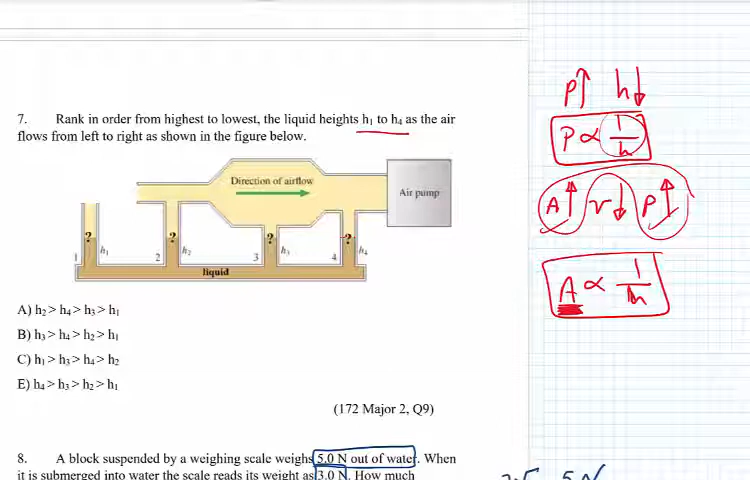 7. Rank in order from highest to lowest, the liquid heights h₁ to h₄ as the air
flows from left to right as shown in the figure below.
Direction of airflow
Air pump
? ? ? ?
1 h₁ 2 h₂ 3 h₃ 4 h₄
liquid
A) h₂ > h₄ > h₃ > h₁
B) h₃ > h₄ > h₂ > h₁
C) h₁ > h₃ > h₄ > h₂
E) h₄ > h₃ > h₂ > h₁
(172 Major 2, Q9)
8. A block suspended by a weighing scale weighs 5.0 N out of water. When
it is submerged into water the scale reads its weight as 3.0 N. How much
P↑ h↓
P ∝ 1/h
A↑ v↓ P↑
A ∝ 1/h